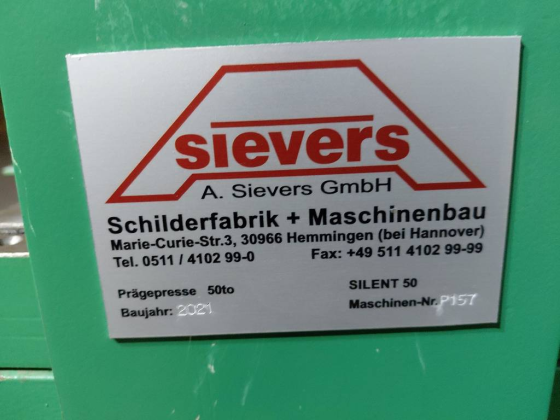 sievers
A. Sievers GmbH
Schilderfabrik + Maschinenbau
Marie-Curie-Str.3, 30966 Hemmingen (bei Hannover)
Tel. 0511 / 4102 99-0 Fax: +49 511 4102 99-99
Prägepresse 50to SILENT 50
Baujahr: 2021 Maschinen-Nr. P157